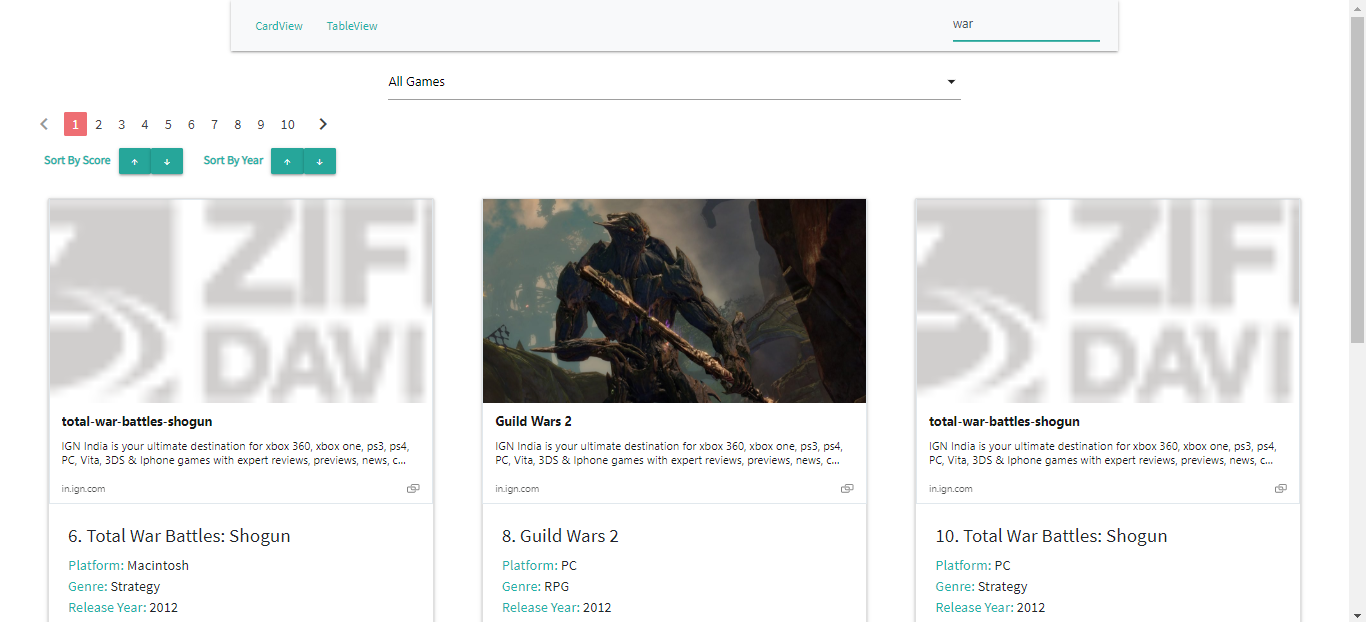 CardView TableView war
All Games
1 2 3 4 5 6 7 8 9 10
Sort By Score Sort By Year
ZIF
DAVI
total-war-battles-shogun
IGN India is your ultimate destination for xbox 360, xbox one, ps3, ps4,
PC, Vita, 3DS & Iphone games with expert reviews, previews, news, c...
in.ign.com
6. Total War Battles: Shogun
Platform: Macintosh
Genre: Strategy
Release Year: 2012
Guild Wars 2
IGN India is your ultimate destination for xbox 360, xbox one, ps3, ps4,
PC, Vita, 3DS & Iphone games with expert reviews, previews, news, c...
in.ign.com
8. Guild Wars 2
Platform: PC
Genre: RPG
Release Year: 2012
ZIF
DAVI
total-war-battles-shogun
IGN India is your ultimate destination for xbox 360, xbox one, ps3, ps4,
PC, Vita, 3DS & Iphone games with expert reviews, previews, news, c...
in.ign.com
10. Total War Battles: Shogun
Platform: PC
Genre: Strategy
Release Year: 2012